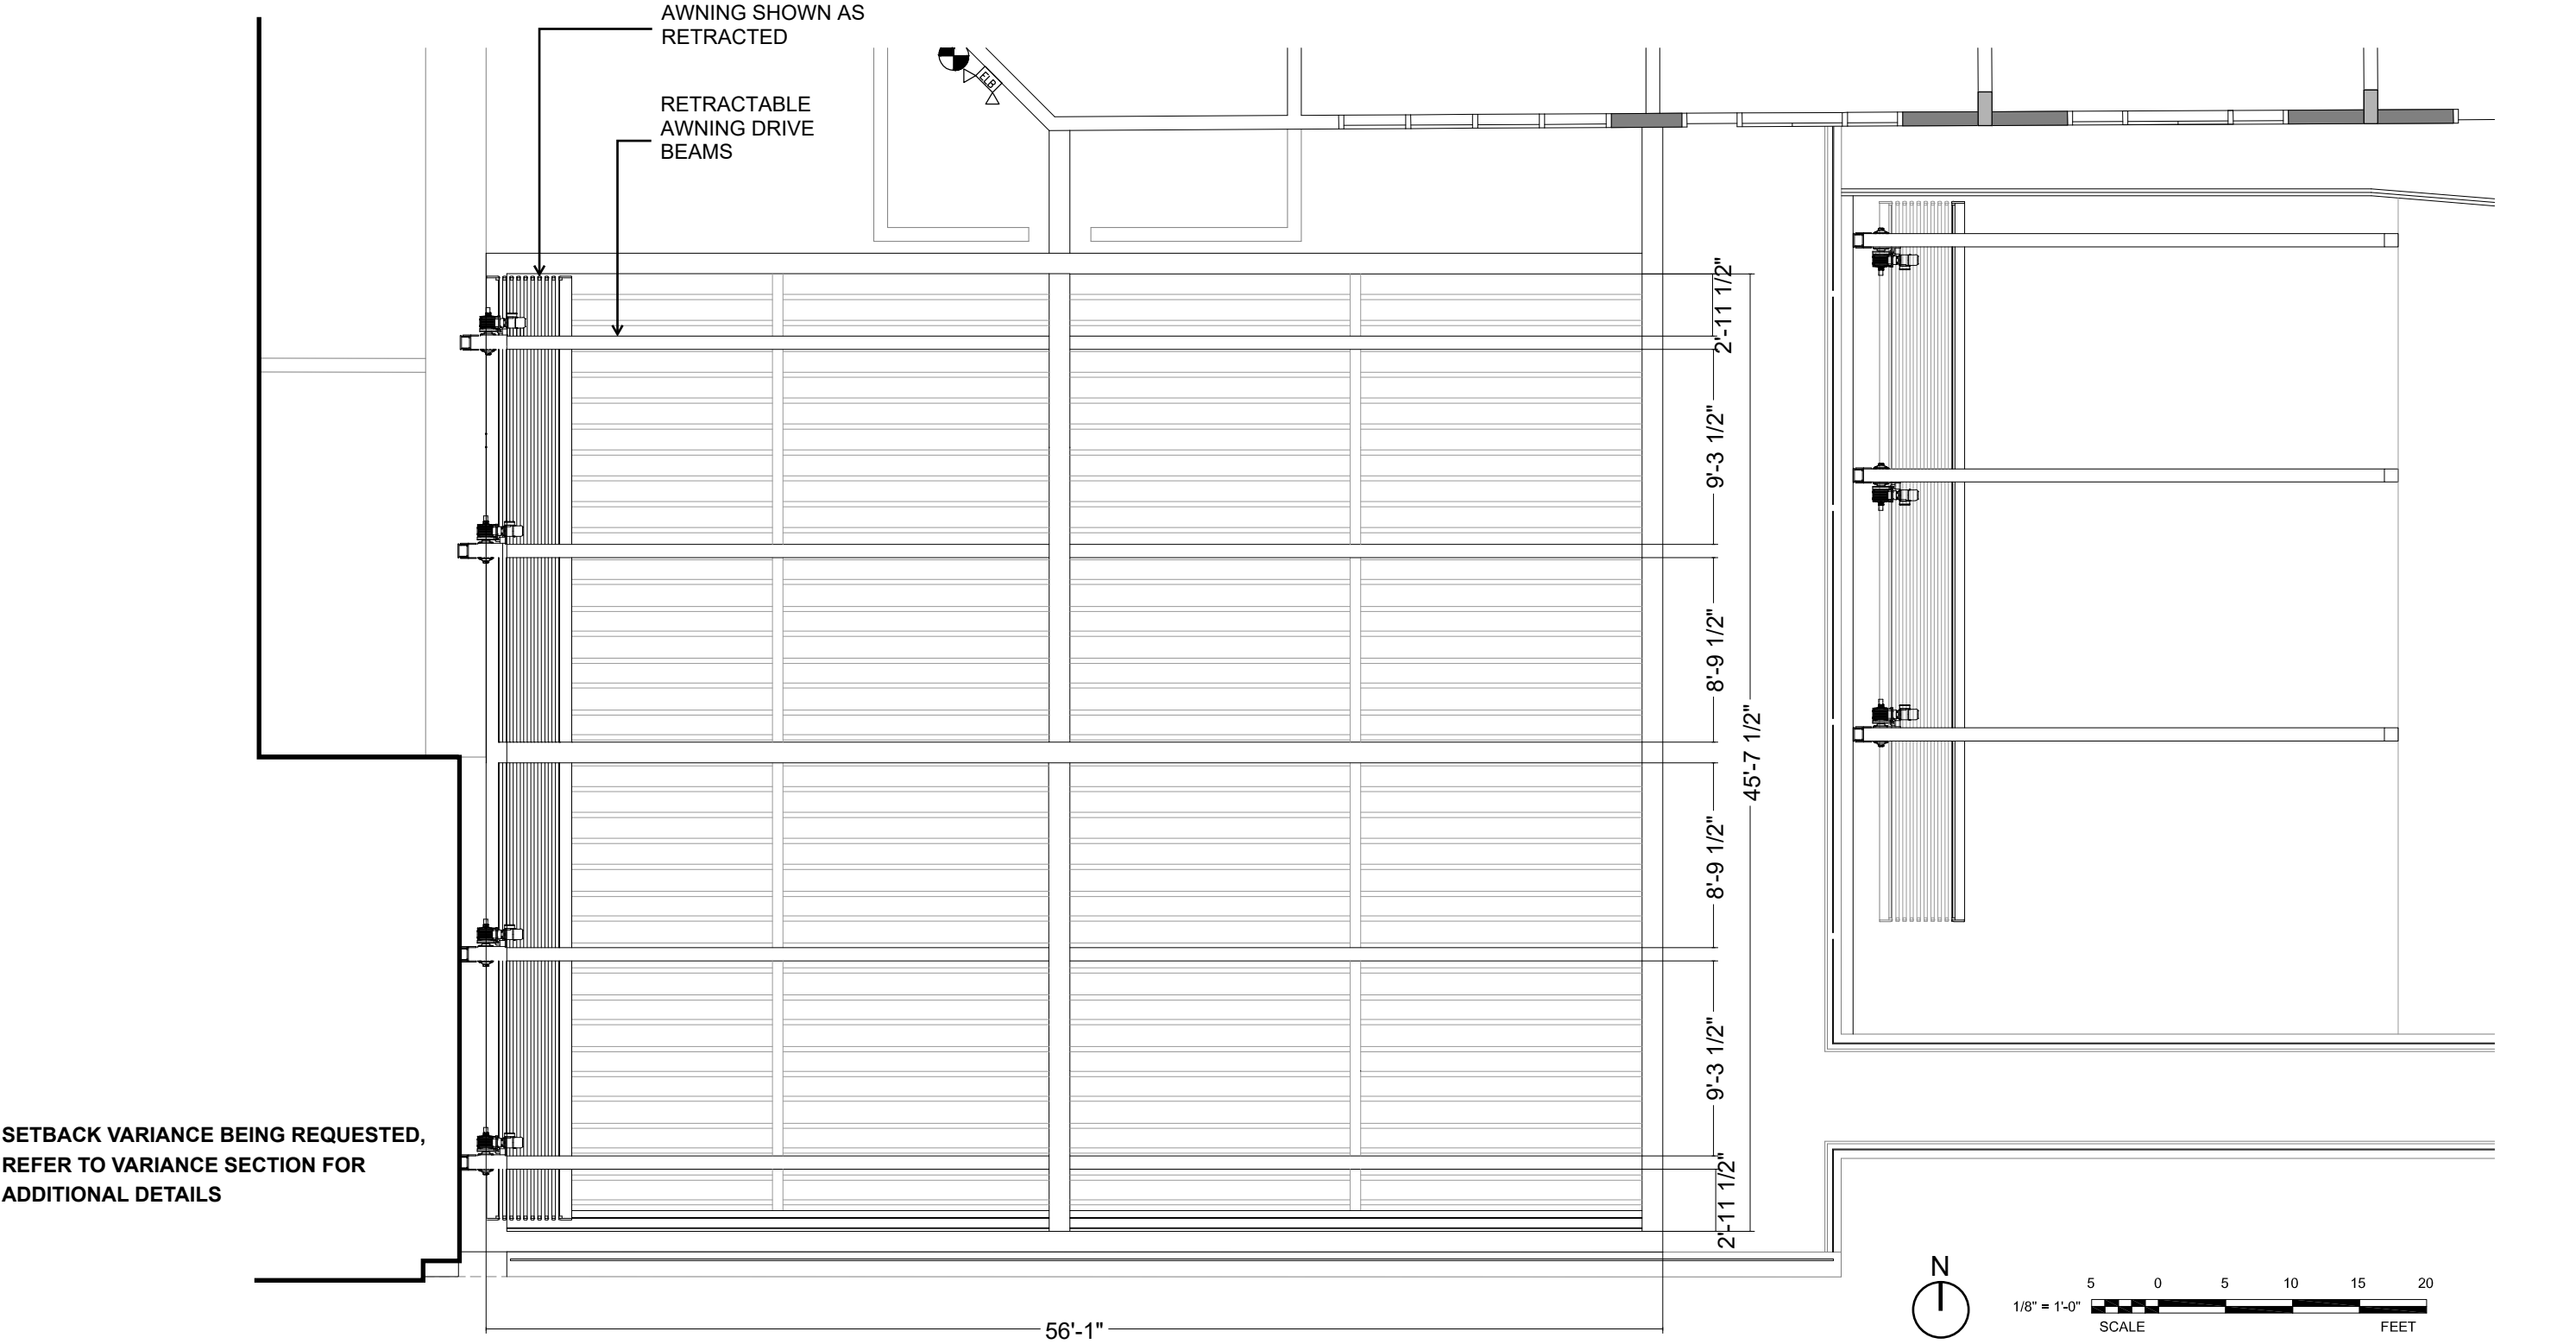 AWNING SHOWN AS
RETRACTED
RETRACTABLE
AWNING DRIVE
BEAMS
ELB
2'-11 1/2"
9'-3 1/2"
8'-9 1/2"
45'-7 1/2"
8'-9 1/2"
9'-3 1/2"
2'-11 1/2"
SETBACK VARIANCE BEING REQUESTED,
REFER TO VARIANCE SECTION FOR
ADDITIONAL DETAILS
56'-1"
N
5 0 5 10 15 20
1/8" = 1'-0"
SCALE FEET